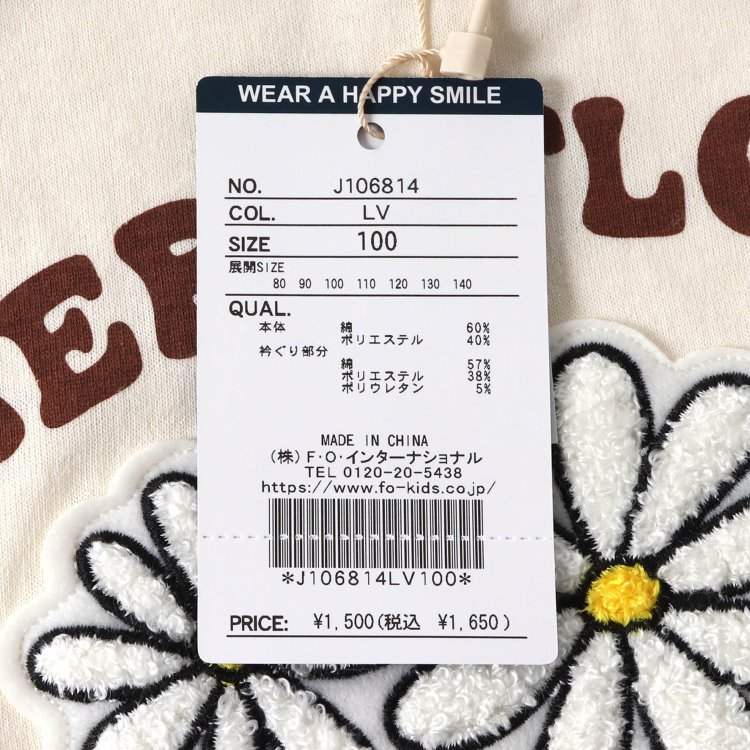 WEAR A HAPPY SMILE
NO. J106814
COL. LV
SIZE 100
展開SIZE
80 90 100 110 120 130 140
QUAL.
本体 綿 60%
ポリエステル 40%
衿ぐり部分
綿 57%
ポリエステル 38%
ポリウレタン 5%
MADE IN CHINA
(株)F・O・インターナショナル
TEL 0120-20-5438
https://www.fo-kids.co.jp/
*J106814LV100*
PRICE: ¥1,500(税込 ¥1,650)